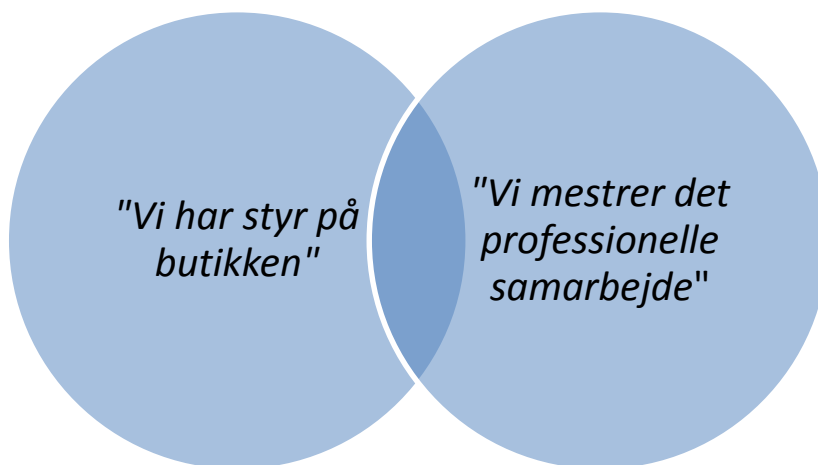 "Vi har styr på
butikken"
"Vi mestrer det
professionelle
samarbejde"